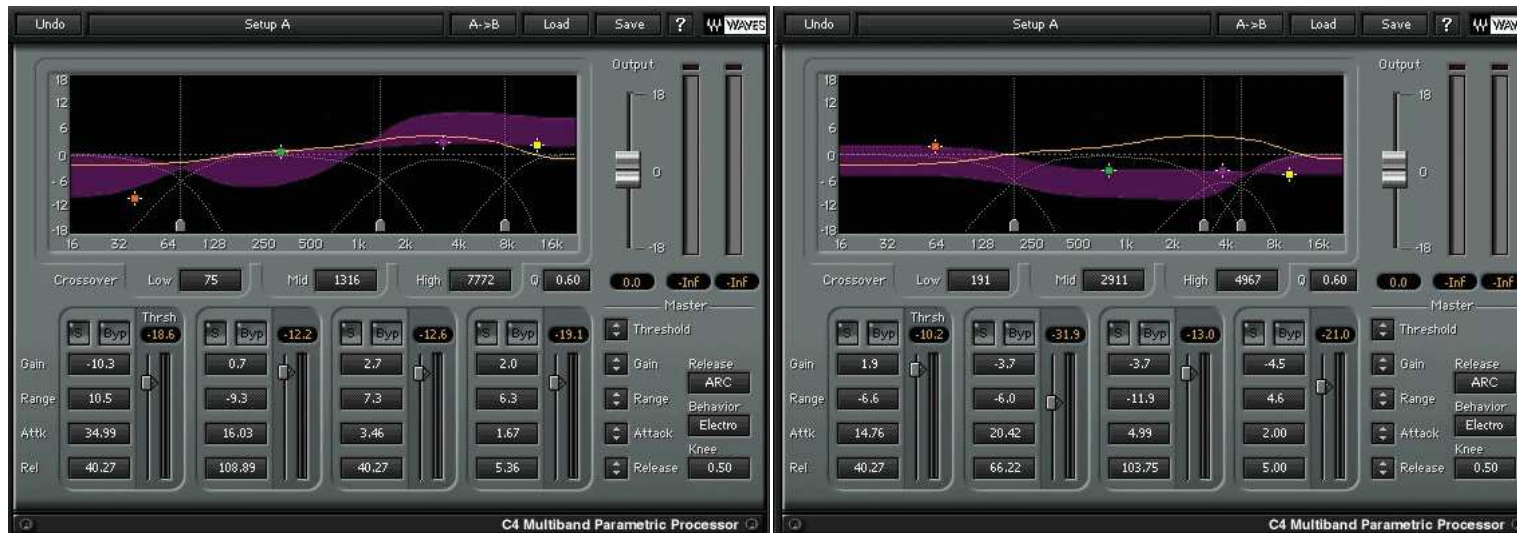 Undo Setup A A->B Load Save ? WAVES
Output
18
12
6
0
-6
-12
-18
18
0
-18
16 32 64 128 250 500 1k 2k 4k 8k 16k
Crossover Low 75 Mid 1316 High 7772 Q 0.60 0.0 -Inf -Inf
Master
Thrsh
S Byp -18.6 S Byp -12.2 S Byp -12.6 S Byp -19.1 Threshold
Gain -10.3 0.7 2.7 2.0 Gain Release
ARC
Range 10.5 -9.3 7.3 6.3 Range Behavior
Electro
Attk 34.99 16.03 3.46 1.67 Attack Knee
Rel 40.27 108.89 40.27 5.36 Release 0.50
C4 Multiband Parametric Processor
Undo Setup A A->B Load Save ? WAV
Output
18
12
6
0
-6
-12
-18
18
0
-18
16 32 64 128 250 500 1k 2k 4k 8k 16k
Crossover Low 191 Mid 2911 High 4967 Q 0.60 0.0 -Inf -Inf
Master
Thrsh
S Byp -10.2 S Byp -31.9 S Byp -13.0 S Byp -21.0 Threshold
Gain 1.9 -3.7 -3.7 -4.5 Gain Release
ARC
Range -6.6 -6.0 -11.9 4.6 Range Behavior
Electro
Attk 14.76 20.42 4.99 2.00 Attack Knee
Rel 40.27 66.22 103.75 5.00 Release 0.50
C4 Multiband Parametric Processor